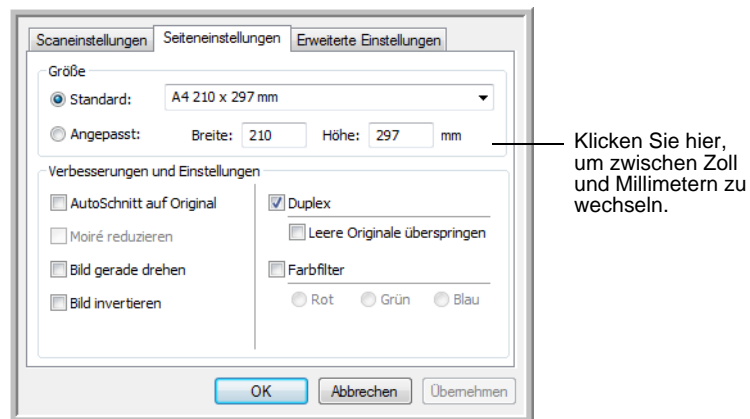 Scaneinstellungen Seiteneinstellungen Erweiterte Einstellungen
Größe
Standard: A4 210 x 297 mm
Angepasst: Breite: 210 Höhe: 297 mm
Klicken Sie hier,
um zwischen Zoll
und Millimetern zu
wechseln.
Verbesserungen und Einstellungen
AutoSchnitt auf Original
Moiré reduzieren
Bild gerade drehen
Bild invertieren
Duplex
Leere Originale überspringen
Farbfilter
Rot Grün Blau
OK Abbrechen Übernehmen